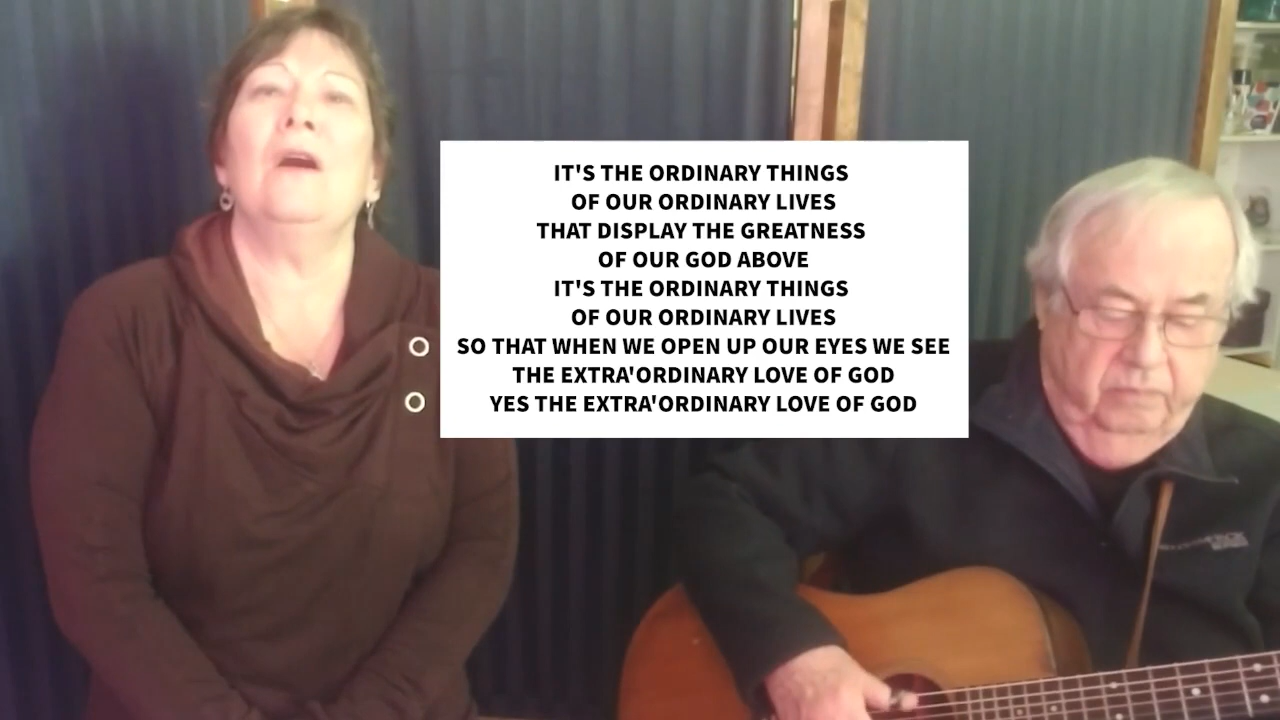 IT'S THE ORDINARY THINGS
OF OUR ORDINARY LIVES
THAT DISPLAY THE GREATNESS
OF OUR GOD ABOVE
IT'S THE ORDINARY THINGS
OF OUR ORDINARY LIVES
SO THAT WHEN WE OPEN UP OUR EYES WE SEE
THE EXTRA'ORDINARY LOVE OF GOD
YES THE EXTRA'ORDINARY LOVE OF GOD